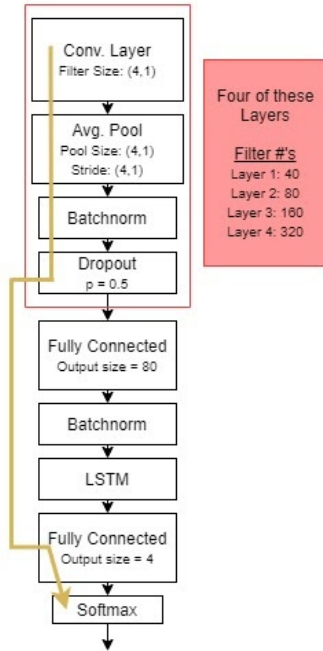 Conv. Layer
Filter Size: (4,1)
Avg. Pool
Pool Size: (4,1)
Stride: (4,1)
Batchnorm
Dropout
p = 0.5
Fully Connected
Output size = 80
Batchnorm
LSTM
Fully Connected
Output size = 4
Softmax
Four of these
Layers
Filter #'s
Layer 1: 40
Layer 2: 80
Layer 3: 160
Layer 4: 320